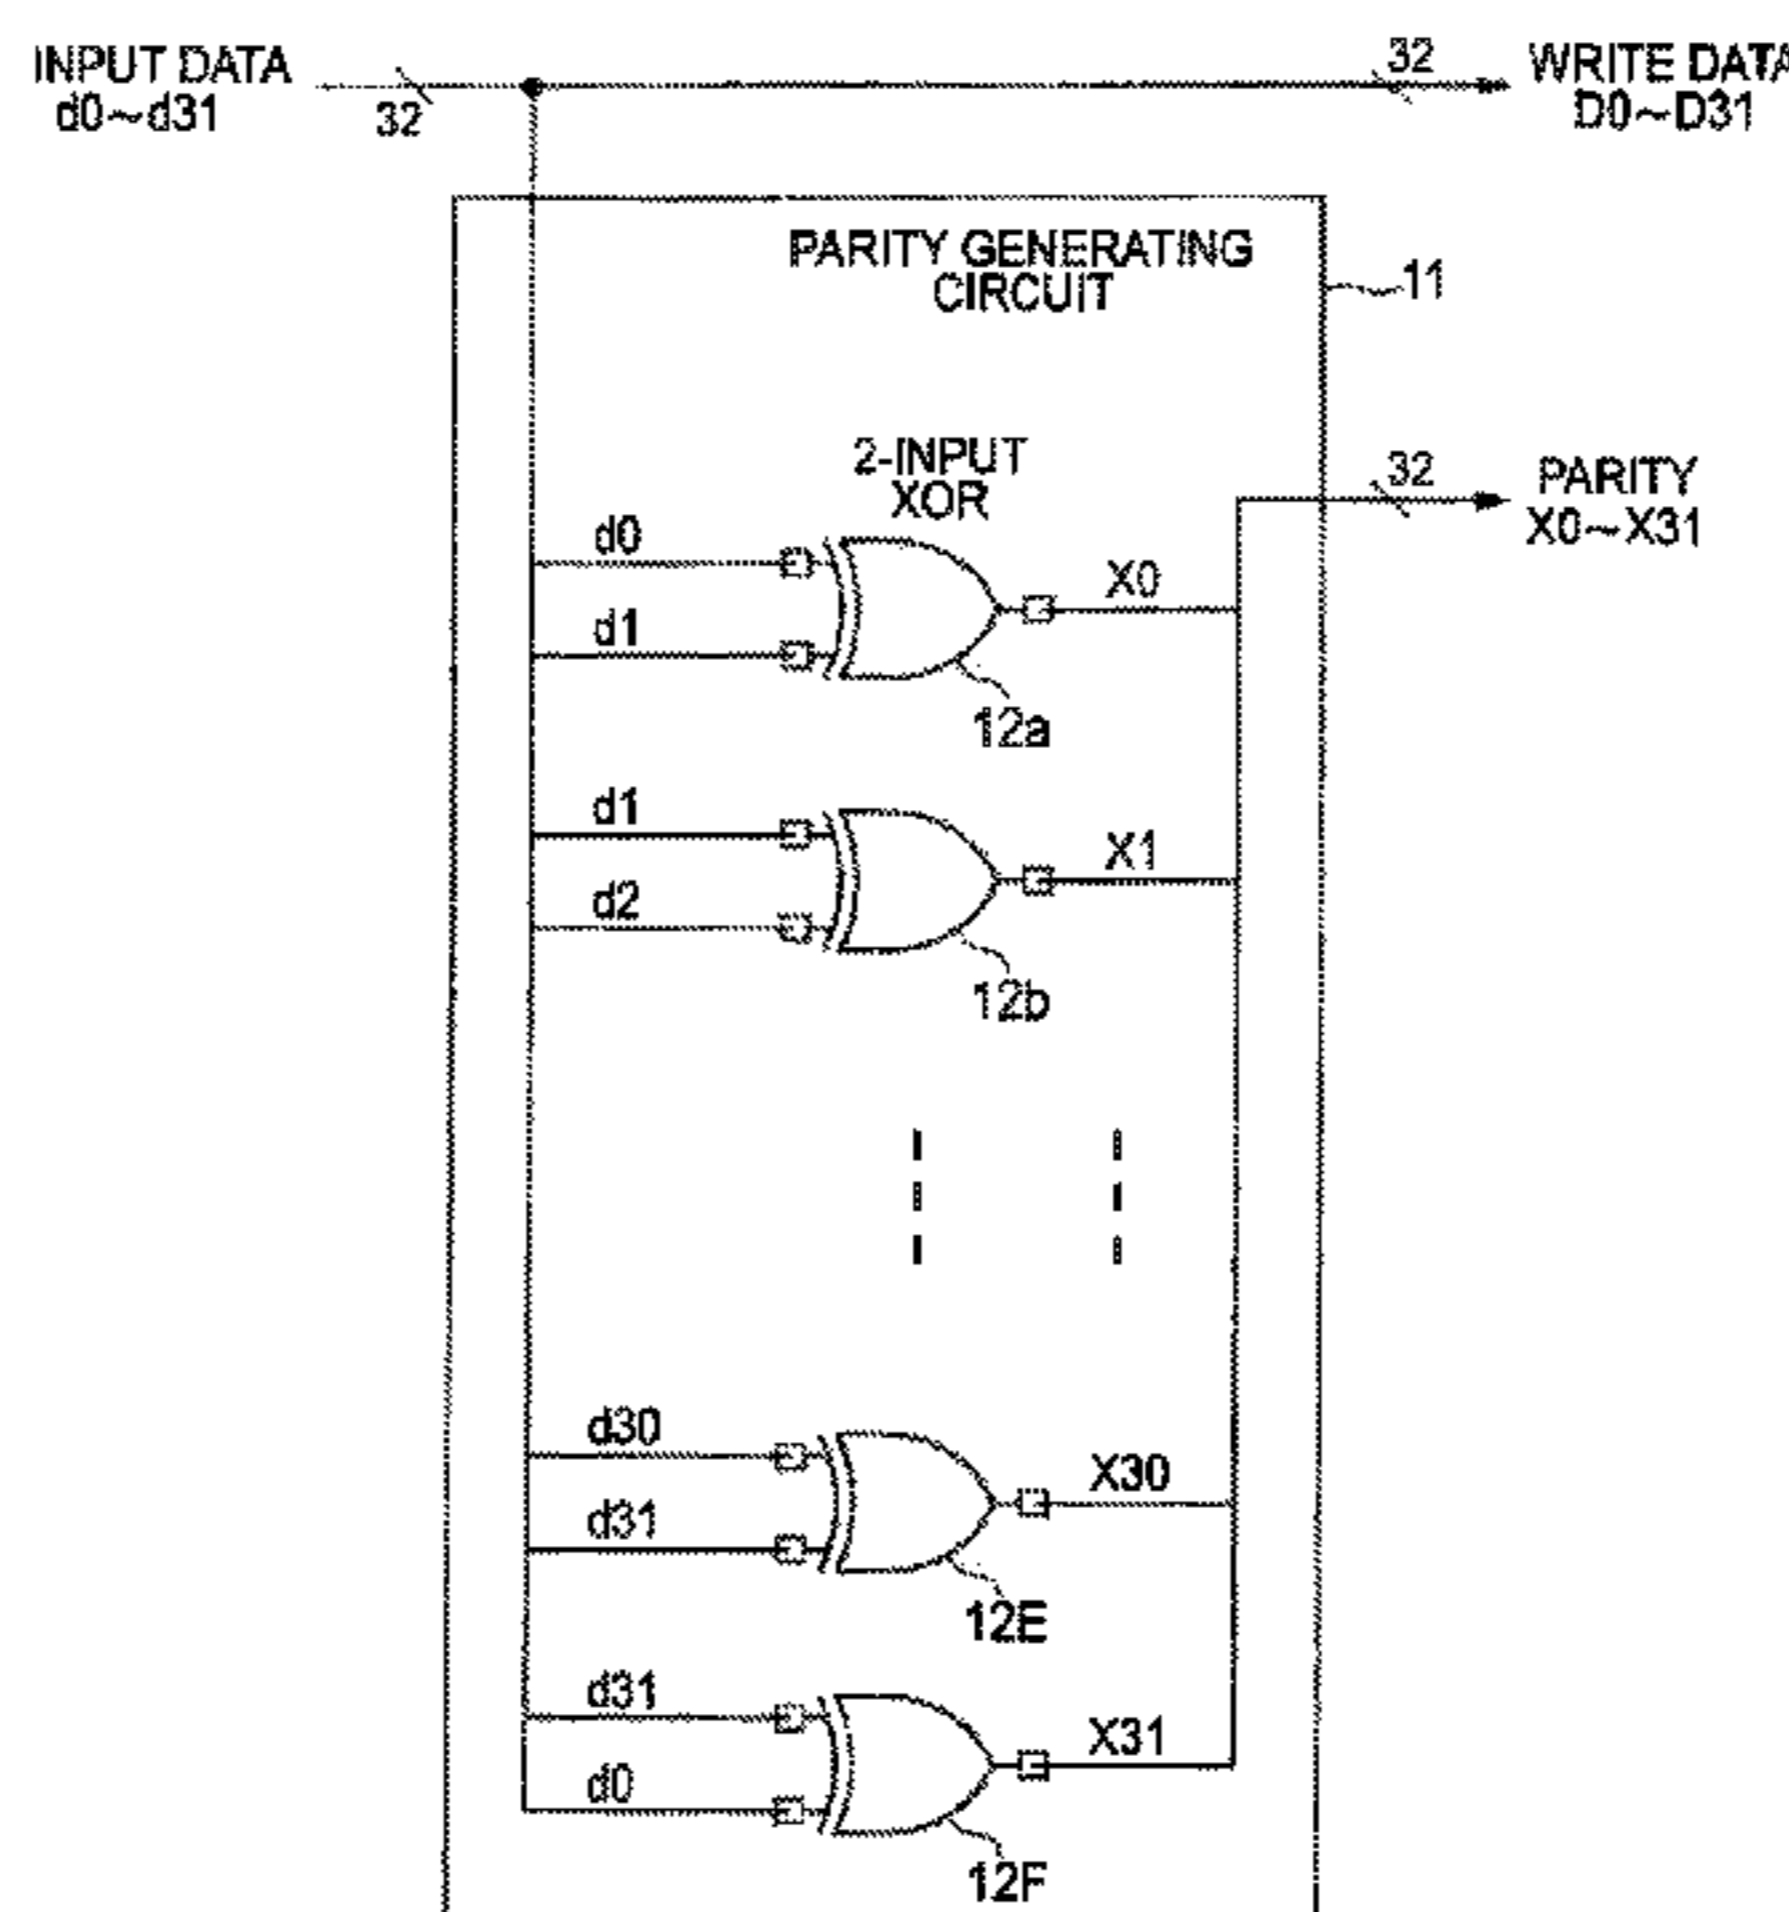 INPUT DATA
d0~d31
32
32
WRITE DATA
D0~D31
PARITY GENERATING
CIRCUIT
11
2-INPUT
XOR
32
PARITY
X0~X31
d0
d1
X0
12a
d1
d2
X1
12b
d30
d31
X30
12E
d31
d0
X31
12F